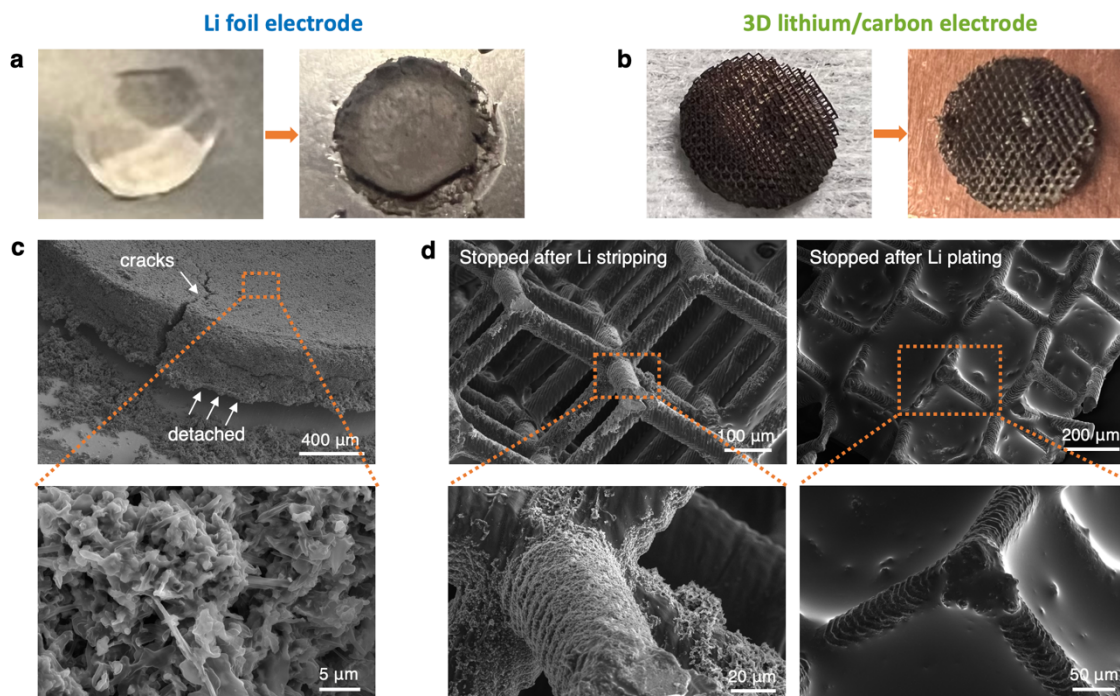 Li foil electrode
3D lithium/carbon electrode
a
b
c
cracks
detached
400 µm
5 µm
d
Stopped after Li stripping
100 µm
Stopped after Li plating
200 µm
20 µm
50 µm